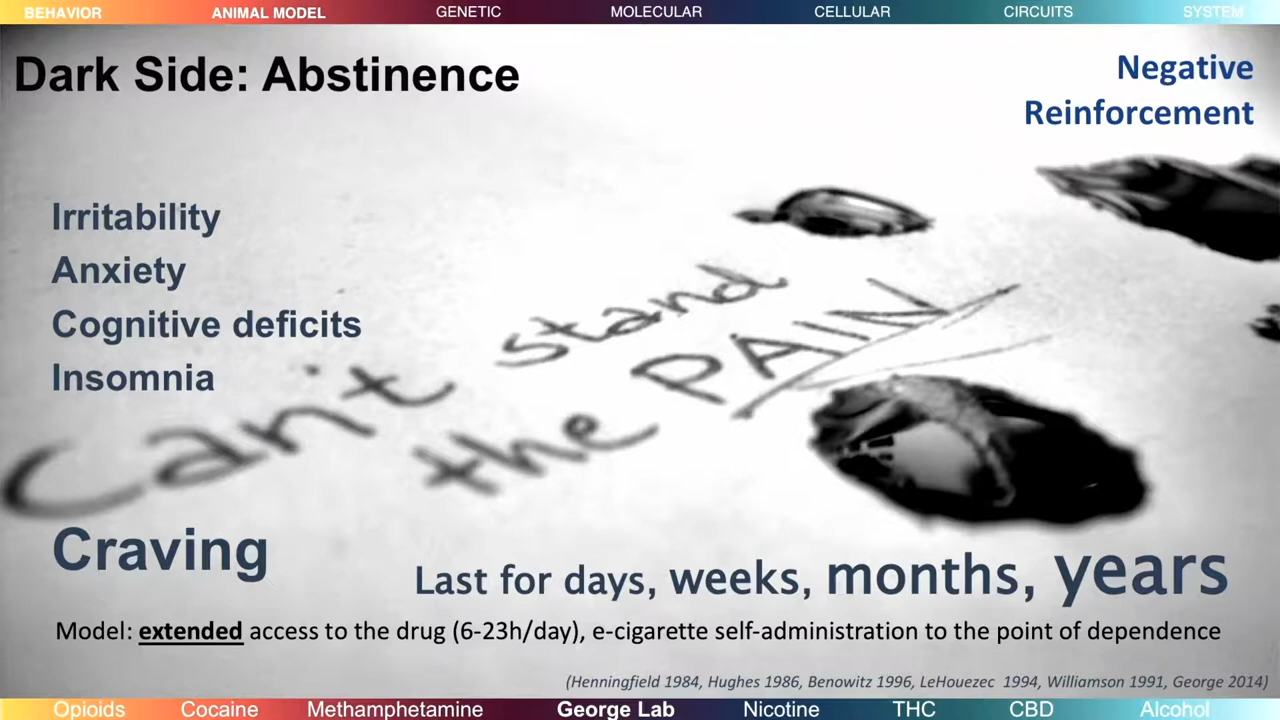 BEHAVIOR ANIMAL MODEL GENETIC MOLECULAR CELLULAR CIRCUITS SYSTEM
Dark Side: Abstinence
Negative
Reinforcement
Irritability
Anxiety
Cognitive deficits
Insomnia
Can't stand
the PAIN
Craving
Last for days, weeks, months, years
Model: extended access to the drug (6-23h/day), e-cigarette self-administration to the point of dependence
(Henningfield 1984, Hughes 1986, Benowitz 1996, LeHouezec 1994, Williamson 1991, George 2014)
Opioids Cocaine Methamphetamine George Lab Nicotine THC CBD Alcohol